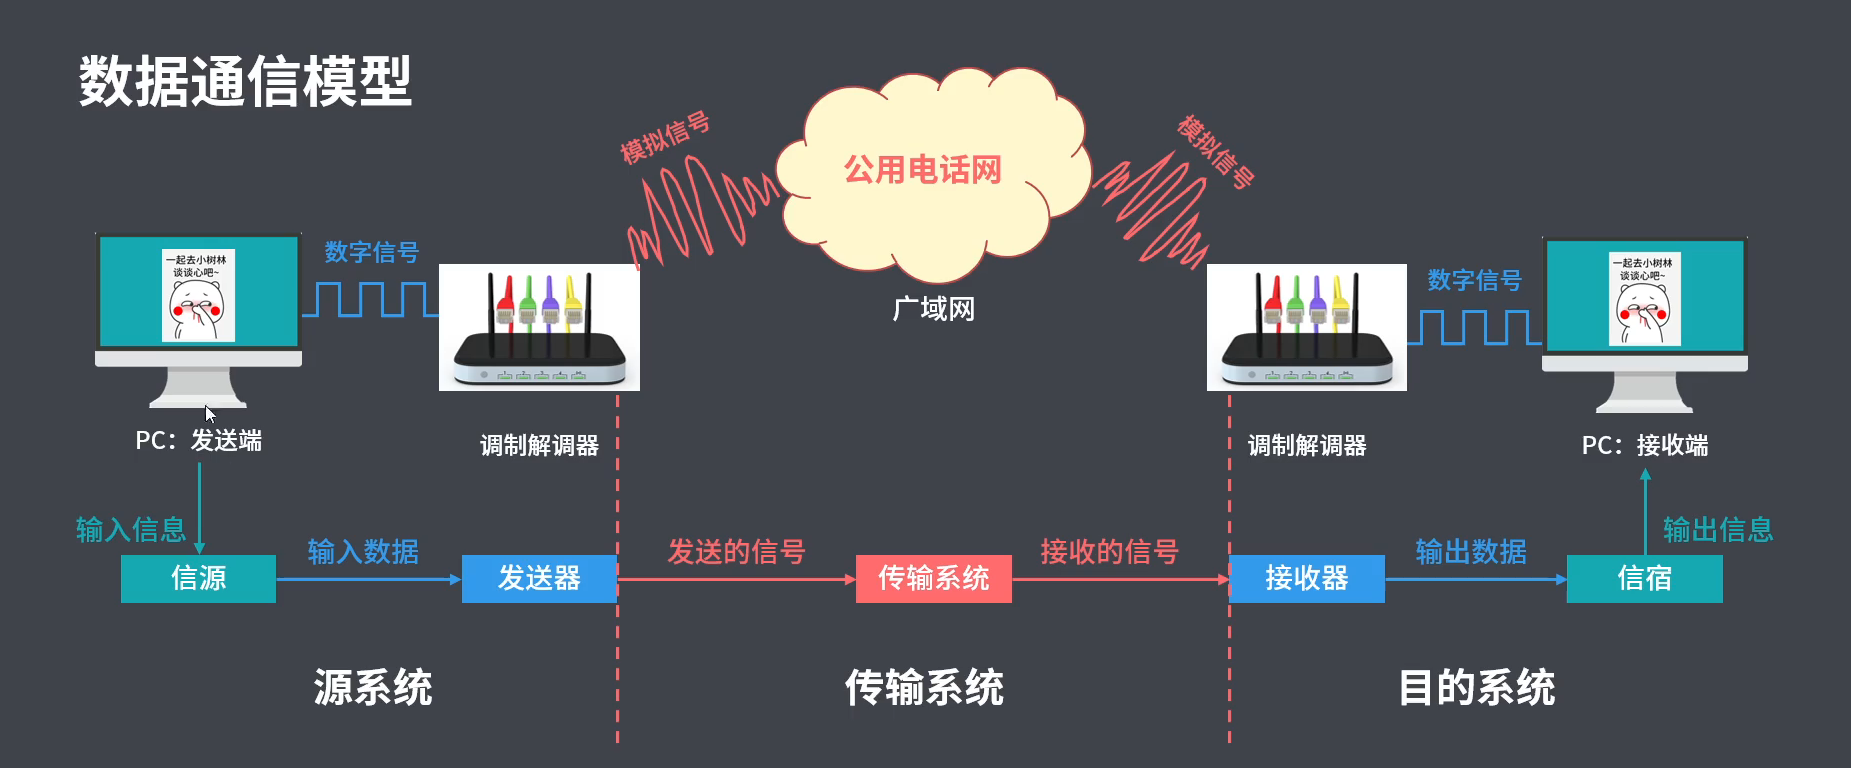 数据通信模型
模拟信号
公用电话网
模拟信号
广域网
数字信号
数字信号
一起去小树林
谈谈心吧~
一起去小树林
谈谈心吧~
PC：发送端
调制解调器
调制解调器
PC：接收端
输入信息
输入数据
发送的信号
接收的信号
输出数据
输出信息
信源
发送器
传输系统
接收器
信宿
源系统
传输系统
目的系统